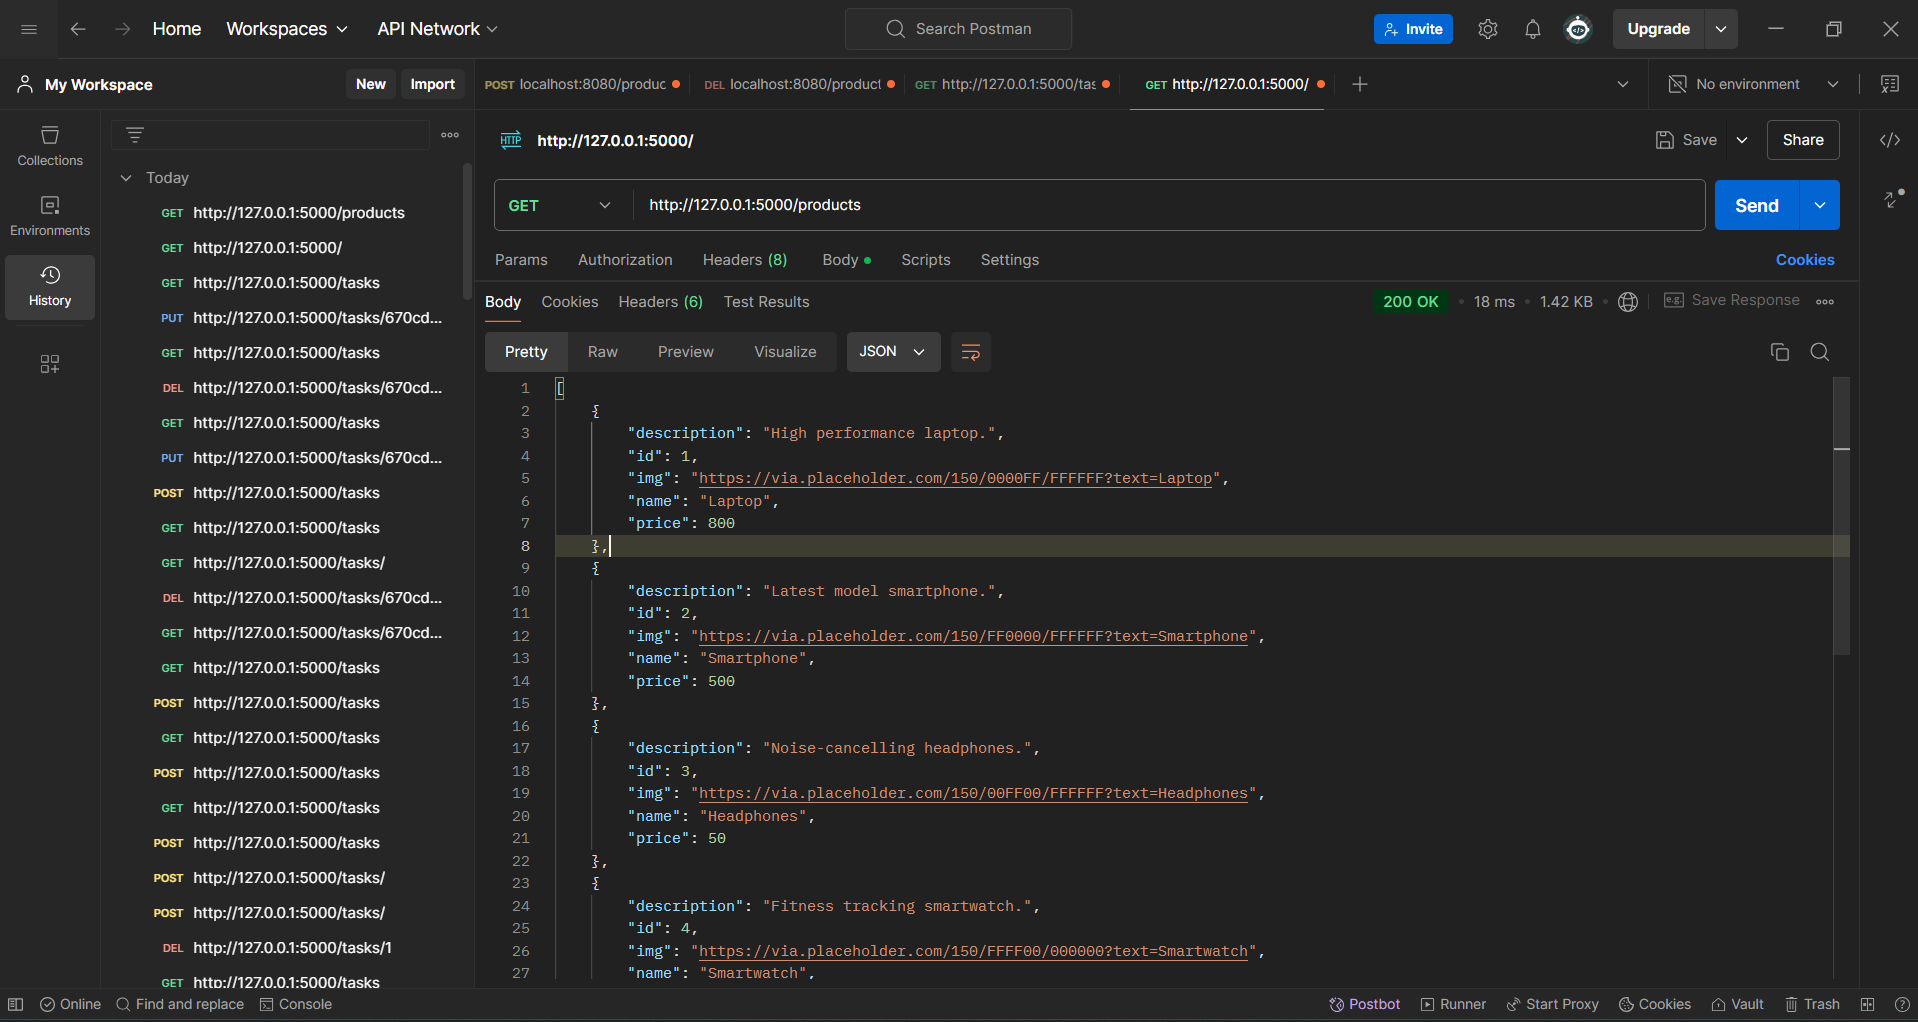 Home Workspaces API Network Search Postman Invite Upgrade
My Workspace New Import POST localhost:8080/produc DEL localhost:8080/product GET http://127.0.0.1:5000/tas GET http://127.0.0.1:5000/ No environment
Collections
Environments
History
Today
GET http://127.0.0.1:5000/products
GET http://127.0.0.1:5000/
GET http://127.0.0.1:5000/tasks
PUT http://127.0.0.1:5000/tasks/670cd...
GET http://127.0.0.1:5000/tasks
DEL http://127.0.0.1:5000/tasks/670cd...
GET http://127.0.0.1:5000/tasks
PUT http://127.0.0.1:5000/tasks/670cd...
POST http://127.0.0.1:5000/tasks
GET http://127.0.0.1:5000/tasks
GET http://127.0.0.1:5000/tasks/
DEL http://127.0.0.1:5000/tasks/670cd...
GET http://127.0.0.1:5000/tasks/670cd...
GET http://127.0.0.1:5000/tasks
POST http://127.0.0.1:5000/tasks
GET http://127.0.0.1:5000/tasks
POST http://127.0.0.1:5000/tasks
GET http://127.0.0.1:5000/tasks
POST http://127.0.0.1:5000/tasks
POST http://127.0.0.1:5000/tasks/
POST http://127.0.0.1:5000/tasks/
DEL http://127.0.0.1:5000/tasks/1
GET http://127.0.0.1:5000/tasks
HTTP http://127.0.0.1:5000/ Save Share
GET http://127.0.0.1:5000/products Send
Params Authorization Headers (8) Body Scripts Settings Cookies
Body Cookies Headers (6) Test Results 200 OK 18 ms 1.42 KB e.g. Save Response
Pretty Raw Preview Visualize JSON
1 [
2 {
3 "description": "High performance laptop.",
4 "id": 1,
5 "img": "https://via.placeholder.com/150/0000FF/FFFFFF?text=Laptop",
6 "name": "Laptop",
7 "price": 800
8 },
9 {
10 "description": "Latest model smartphone.",
11 "id": 2,
12 "img": "https://via.placeholder.com/150/FF0000/FFFFFF?text=Smartphone",
13 "name": "Smartphone",
14 "price": 500
15 },
16 {
17 "description": "Noise-cancelling headphones.",
18 "id": 3,
19 "img": "https://via.placeholder.com/150/00FF00/FFFFFF?text=Headphones",
20 "name": "Headphones",
21 "price": 50
22 },
23 {
24 "description": "Fitness tracking smartwatch.",
25 "id": 4,
26 "img": "https://via.placeholder.com/150/FFFF00/000000?text=Smartwatch",
27 "name": "Smartwatch",
Online Find and replace Console Postbot Runner Start Proxy Cookies Vault Trash